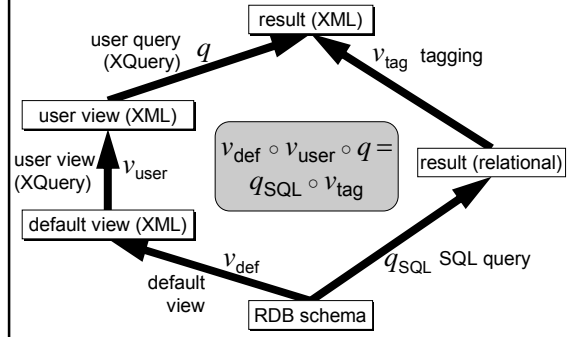 result (XML)
user query
(XQuery)
q
v_tag tagging
user view (XML)
v_def ∘ v_user ∘ q =
q_SQL ∘ v_tag
result (relational)
user view
(XQuery)
v_user
default view (XML)
v_def
default
view
q_SQL SQL query
RDB schema